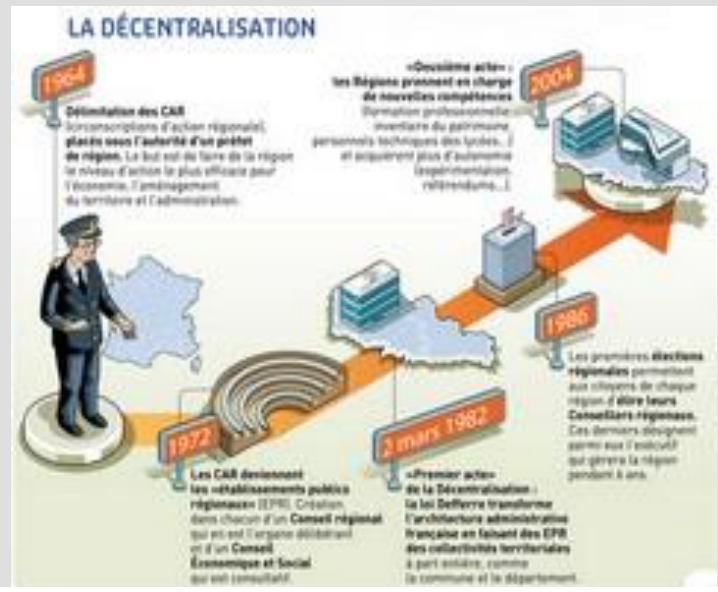 LA DÉCENTRALISATION
1964
Délimitation des CAR
(circonscriptions d'action régionale),
placés sous l'autorité d'un préfet
de région. Le but est de faire de la région
le niveau d'action le plus efficace pour
l'économie, l'aménagement
du territoire et l'administration.
1972
Les CAR deviennent
les «établissements publics
régionaux» (EPR). Création
dans chacun d'un Conseil régional
qui en est l'organe délibérant
et d'un Conseil
Économique et Social
qui est consultatif.
2 mars 1982
«Premier acte»
de la Décentralisation :
la loi Defferre transforme
l'architecture administrative
française en faisant des EPR
des collectivités territoriales
à part entière, comme
la commune et le département.
1986
Les premières élections
régionales permettent
aux citoyens de chaque
région d'élire leurs
Conseillers régionaux.
Ces derniers désignent
parmi eux l'exécutif
qui gèrera la région
pendant 6 ans.
2004
«Deuxième acte» :
les Régions prennent en charge
de nouvelles compétences
(formation professionnelle,
inventaire du patrimoine,
personnels techniques des lycées...)
et acquièrent plus d'autonomie
(expérimentation,
référendums...).